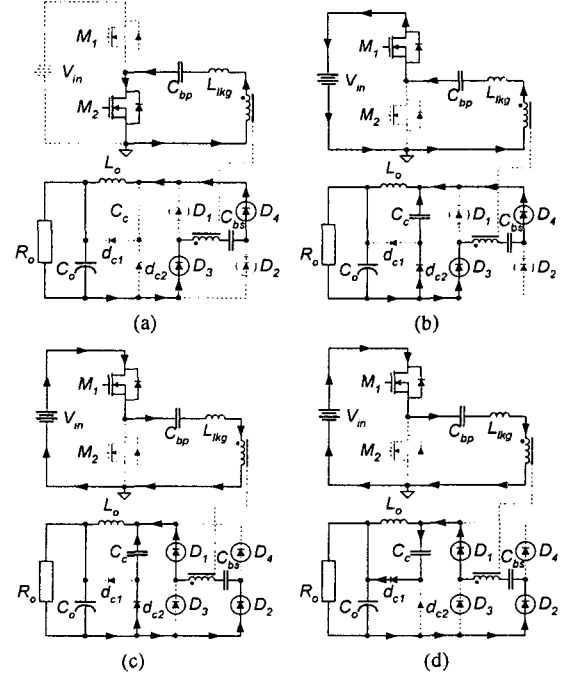 M1
Vin
M2
Cbp
Llkg
Lo
Cc
D1
Cbs
D4
Ro
Co
dc1
dc2
D3
D2
(a)
M1
Vin
M2
Cbp
Llkg
Lo
Cc
D1
Cbs
D4
Ro
Co
dc1
dc2
D3
D2
(b)
M1
Vin
M2
Cbp
Llkg
Lo
Cc
D1
Cbs
D4
Ro
Co
dc1
dc2
D3
D2
(c)
M1
Vin
M2
Cbp
Llkg
Lo
Cc
D1
Cbs
D4
Ro
Co
dc1
dc2
D3
D2
(d)